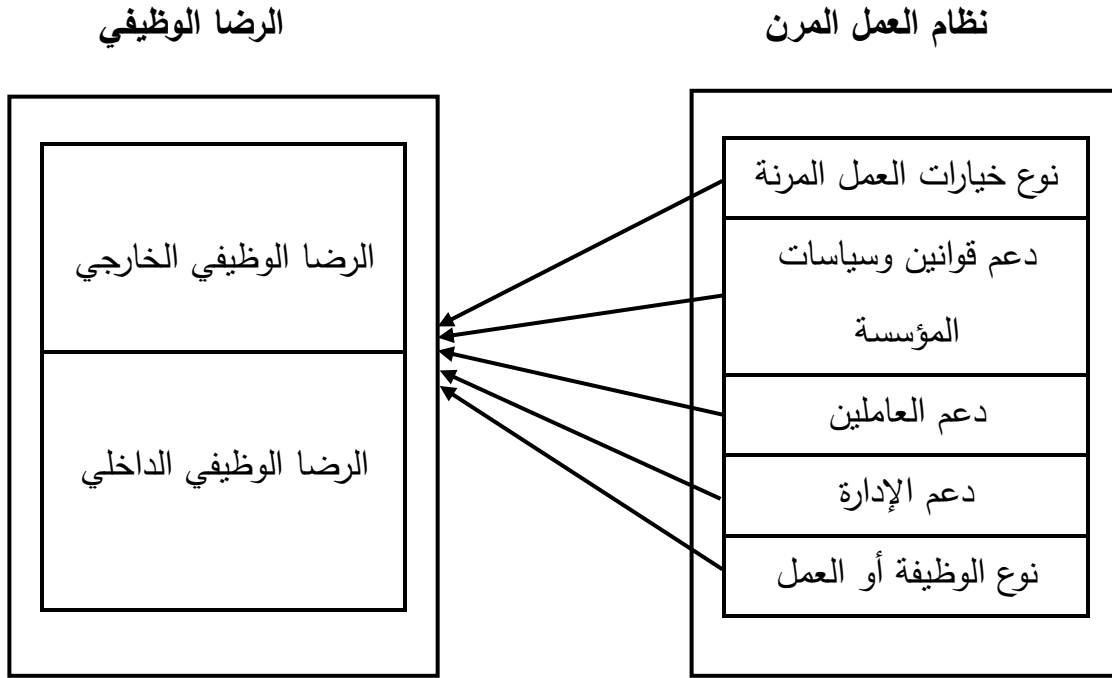 نظام العمل المرن
الرضا الوظيفي
نوع خيارات العمل المرنة
دعم قوانين وسياسات
المؤسسة
دعم العاملين
دعم الإدارة
نوع الوظيفة أو العمل
الرضا الوظيفي الخارجي
الرضا الوظيفي الداخلي